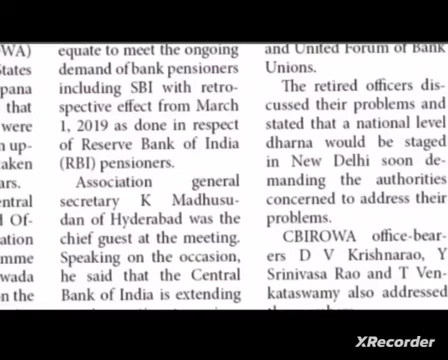 WA)
States
pana
that
were
n up-
taken
ars.
entral
d Of-
ation
mme
wada
n the
equate to meet the ongoing
demand of bank pensioners
including SBI with retro-
spective effect from March
1, 2019 as done in respect
of Reserve Bank of India
(RBI) pensioners.
Association general
secretary K Madhusu-
dan of Hyderabad was the
chief guest at the meeting.
Speaking on the occasion,
he said that the Central
Bank of India is extending
and United Forum of Bank
Unions.
The retired officers dis-
cussed their problems and
stated that a national level
dharna would be staged
in New Delhi soon de-
manding the authorities
concerned to address their
problems.
CBIROWA office-bear-
ers D V Krishnarao, Y
Srinivasa Rao and T Ven-
kataswamy also addressed
XRecorder